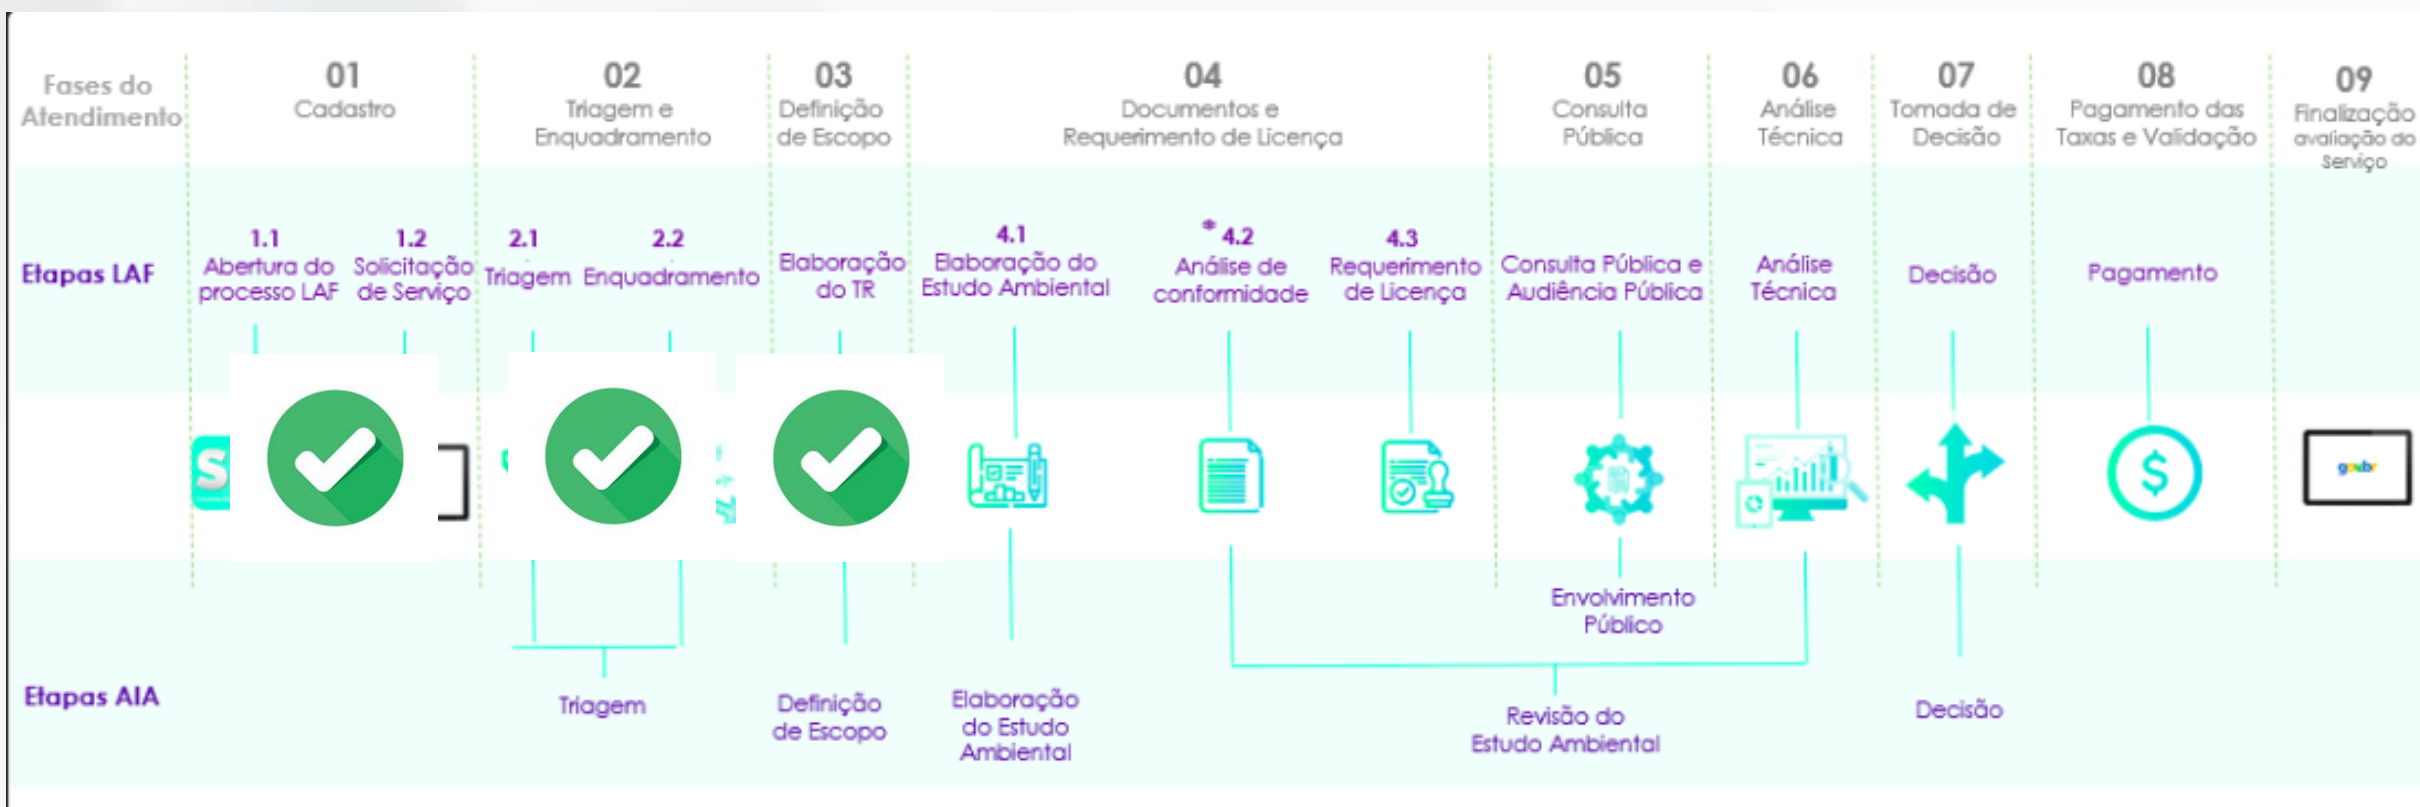 Fases do
Atendimento
01
Cadastro
02
Triagem e
Enquadramento
03
Definição
de Escopo
04
Documentos e
Requerimento de Licença
05
Consulta
Pública
06
Análise
Técnica
07
Tomada de
Decisão
08
Pagamento das
Taxas e Validação
09
Finalização
avaliação do
Serviço
Etapas LAF
1.1
Abertura do
processo LAF
1.2
Solicitação
de Serviço
2.1
Triagem
2.2
Enquadramento
Elaboração
do TR
4.1
Elaboração do
Estudo Ambiental
* 4.2
Análise de
conformidade
4.3
Requerimento
de Licença
Consulta Pública e
Audiência Pública
Análise
Técnica
Decisão
Pagamento
S
$
gov.br
Envolvimento
Público
Etapas AIA
Triagem
Definição
de Escopo
Elaboração
do Estudo
Ambiental
Revisão do
Estudo Ambiental
Decisão